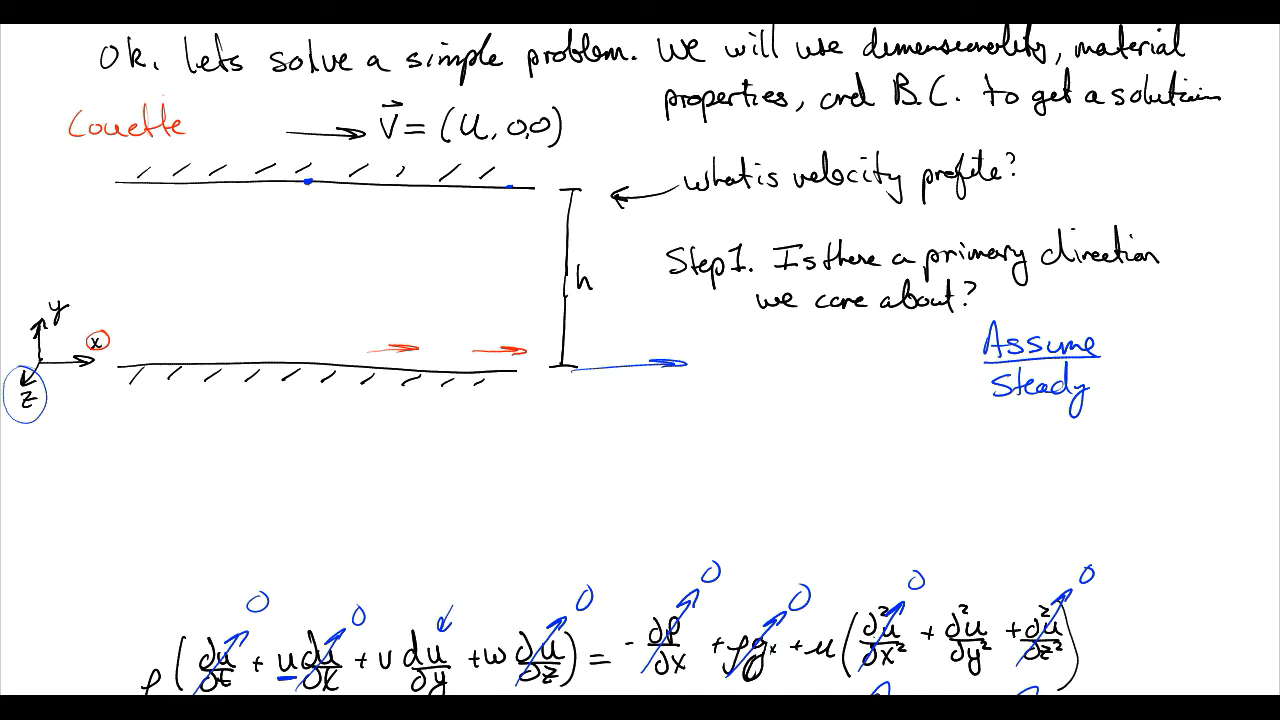 Ok. Lets solve a simple problem. We will use dimensionality, material
properties, and B.C. to get a solution
Couette
V⃗ = (U, 0,0)
What is velocity profile?
h
Step 1. Is there a primary direction
we care about?
y
x
z
Assume
Steady
0 0 0 0 0 0 0
ρ(∂u/∂t + u ∂u/∂x + v ∂u/∂y + w ∂u/∂z) = -∂P/∂x + ρgx + μ(∂²u/∂x² + ∂²u/∂y² + ∂²u/∂z²)